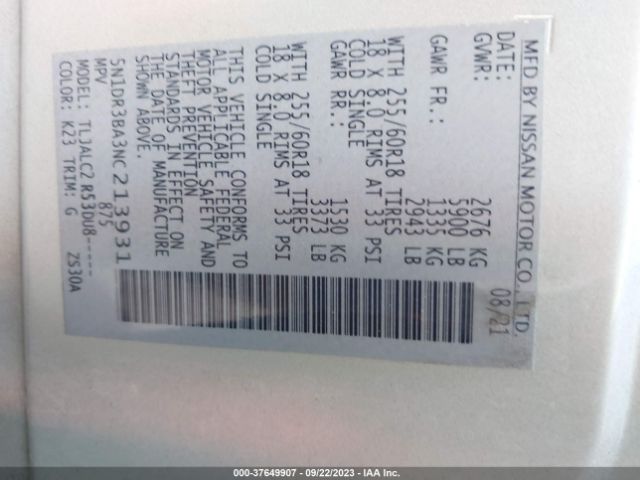 MFD BY NISSAN MOTOR CO., LTD.
DATE: 08/21
GVWR: 2676 KG
5900 LB
GAWR FR.: 1335 KG
2943 LB
WITH 255/60R18 TIRES
18 X 8.0 RIMS AT 33 PSI
COLD SINGLE
GAWR RR.: 1530 KG
3373 LB
WITH 255/60R18 TIRES
18 X 8.0 RIMS AT 33 PSI
COLD SINGLE
THIS VEHICLE CONFORMS TO
ALL APPLICABLE FEDERAL
MOTOR VEHICLE SAFETY AND
THEFT PREVENTION
STANDARDS IN EFFECT ON
THE DATE OF MANUFACTURE
SHOWN ABOVE.
5N1DR3BA3NC213931
MPV 875
MODEL: TLJALC2 R53DU8-----
COLOR: K23 TRIM: G ZS30A
000-37649907 - 09/22/2023 - IAA Inc.